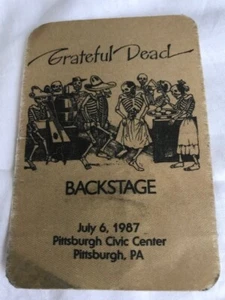 Grateful Dead
BACKSTAGE
July 6, 1987
Pittsburgh Civic Center
Pittsburgh, PA